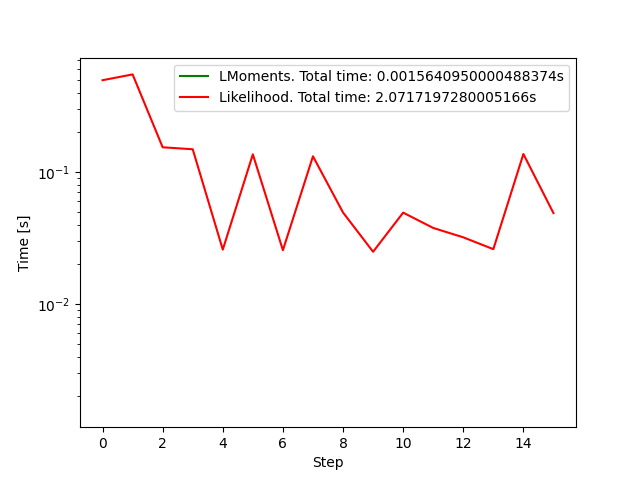 LMoments. Total time: 0.0015640950000488374s
Likelihood. Total time: 2.0717197280005166s
Time [s]
10⁻¹
10⁻²
0 2 4 6 8 10 12 14
Step